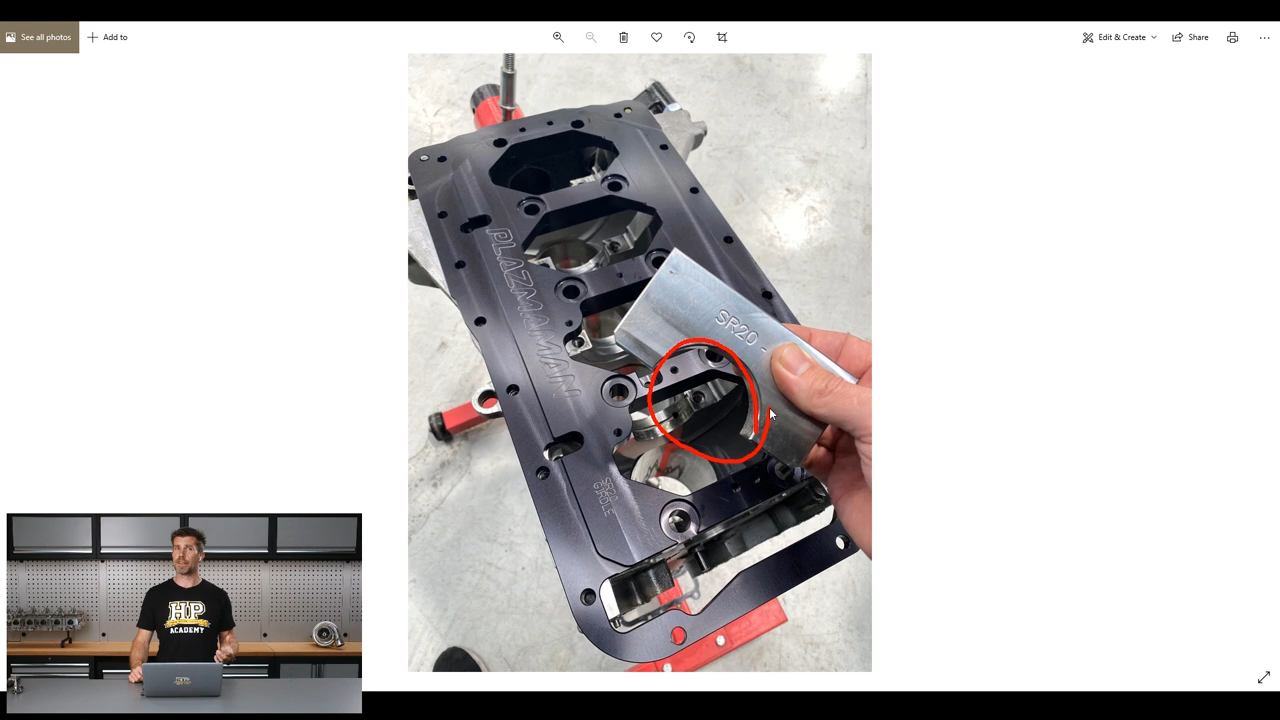 See all photos
Add to
Edit & Create
Share
PLAZMAMAN
SR20 -
SR20
GIRDLE
HP
ACADEMY